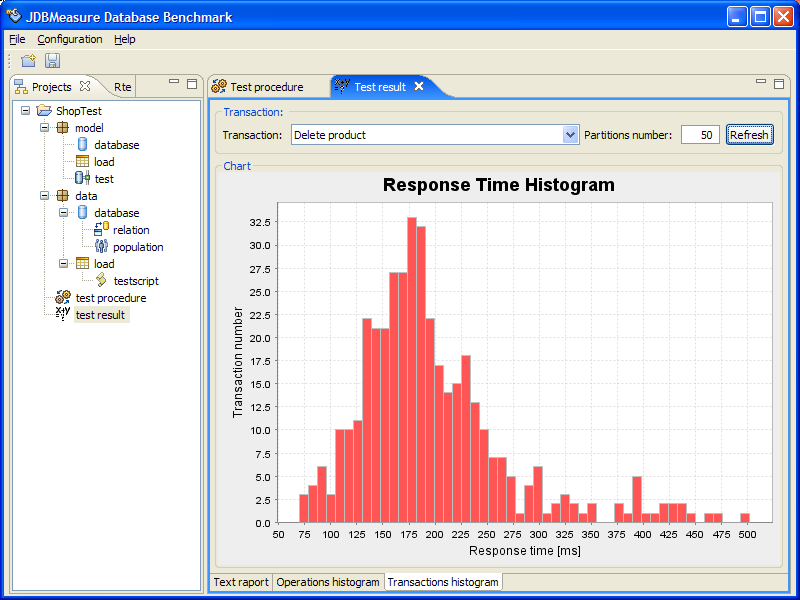 JDBMeasure Database Benchmark
File Configuration Help
Projects Rte
ShopTest
model
database
load
test
data
database
relation
population
load
testscript
test procedure
test result
Test procedure Test result
Transaction:
Transaction: Delete product Partitions number: 50 Refresh
Chart
Response Time Histogram
Transaction number
32.5
30.0
27.5
25.0
22.5
20.0
17.5
15.0
12.5
10.0
7.5
5.0
2.5
0.0
50 75 100 125 150 175 200 225 250 275 300 325 350 375 400 425 450 475 500
Response time [ms]
Text raport Operations histogram Transactions histogram